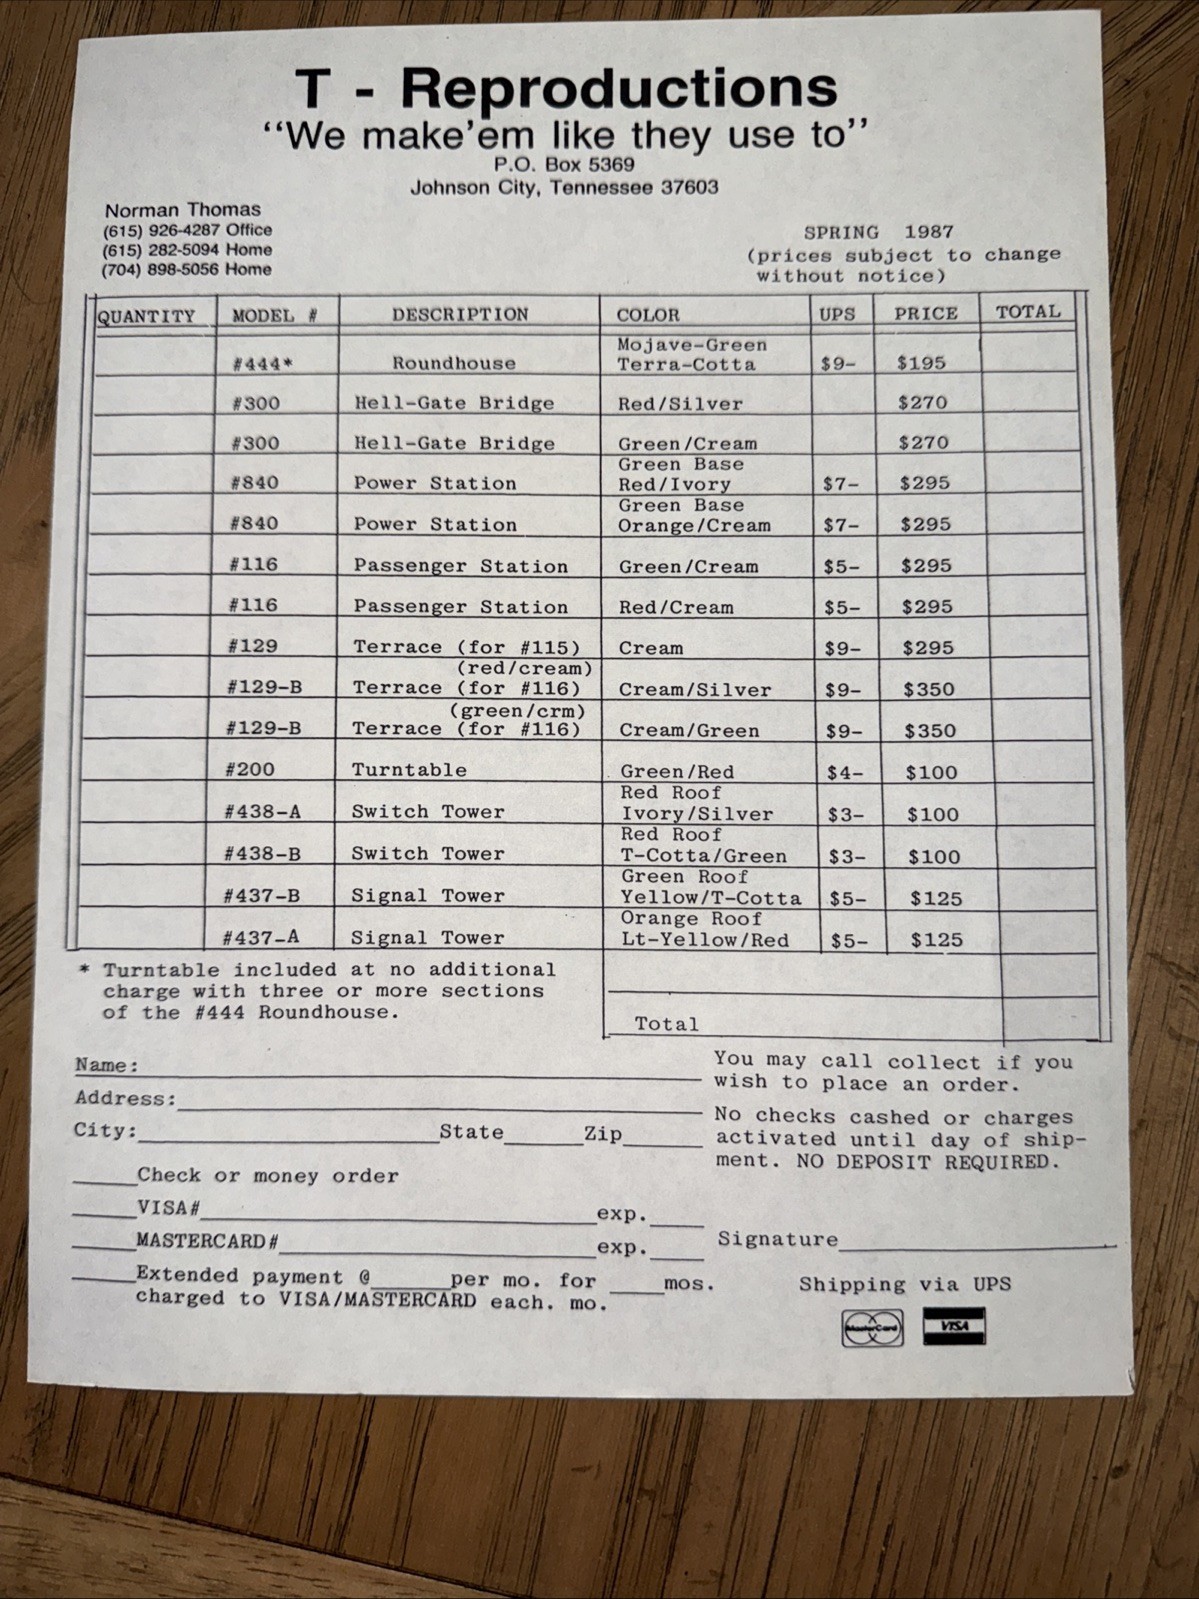 T - Reproductions
"We make'em like they use to"
P.O. Box 5369
Johnson City, Tennessee 37603
Norman Thomas
(615) 926-4287 Office
(615) 282-5094 Home
(704) 898-5056 Home
SPRING 1987
(prices subject to change
without notice)
QUANTITY MODEL # DESCRIPTION COLOR UPS PRICE TOTAL
Mojave-Green
#444* Roundhouse Terra-Cotta $9- $195
#300 Hell-Gate Bridge Red/Silver $270
#300 Hell-Gate Bridge Green/Cream $270
Green Base
#840 Power Station Red/Ivory $7- $295
Green Base
#840 Power Station Orange/Cream $7- $295
#116 Passenger Station Green/Cream $5- $295
#116 Passenger Station Red/Cream $5- $295
#129 Terrace (for #115) Cream $9- $295
(red/cream)
#129-B Terrace (for #116) Cream/Silver $9- $350
(green/crm)
#129-B Terrace (for #116) Cream/Green $9- $350
#200 Turntable Green/Red $4- $100
Red Roof
#438-A Switch Tower Ivory/Silver $3- $100
Red Roof
#438-B Switch Tower T-Cotta/Green $3- $100
Green Roof
#437-B Signal Tower Yellow/T-Cotta $5- $125
Orange Roof
#437-A Signal Tower Lt-Yellow/Red $5- $125
* Turntable included at no additional
charge with three or more sections
of the #444 Roundhouse.
Total
Name:
Address:
City: State Zip
You may call collect if you
wish to place an order.
No checks cashed or charges
activated until day of ship-
ment. NO DEPOSIT REQUIRED.
Check or money order
VISA# exp.
MASTERCARD# exp.
Signature
Extended payment @ per mo. for mos.
charged to VISA/MASTERCARD each. mo.
Shipping via UPS
MasterCard VISA